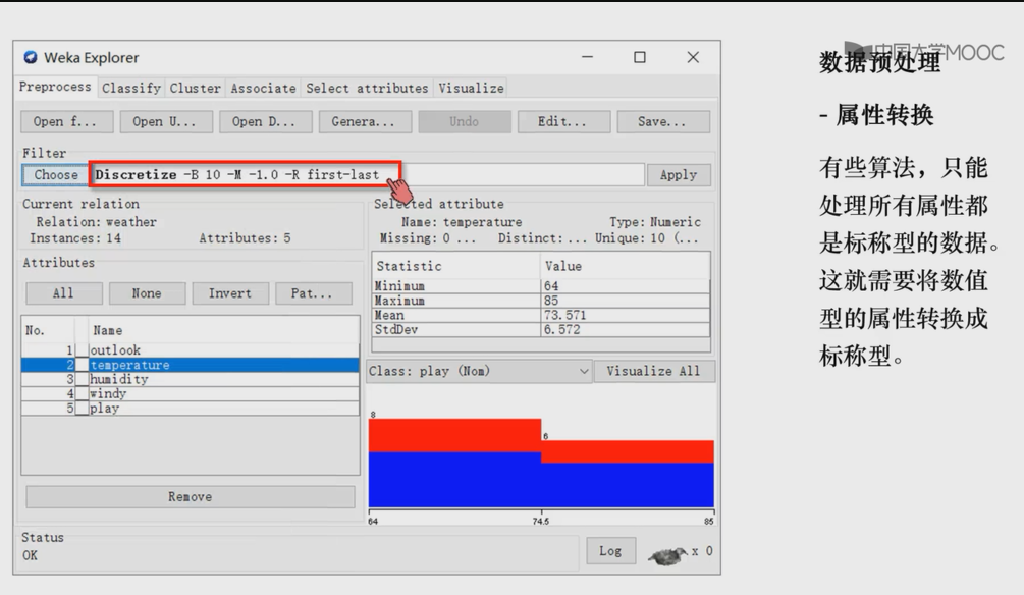 中国大学MOOC
数据预处理
- 属性转换
有些算法，只能
处理所有属性都
是标称型的数据。
这就需要将数值
型的属性转换成
标称型。
Weka Explorer
Preprocess Classify Cluster Associate Select attributes Visualize
Open f... Open U... Open D... Genera... Undo Edit... Save...
Filter
Choose Discretize -B 10 -M -1.0 -R first-last Apply
Current relation
Relation: weather
Instances: 14 Attributes: 5
Attributes
All None Invert Pat...
No. Name
1 outlook
2 temperature
3 humidity
4 windy
5 play
Remove
Selected attribute
Name: temperature Type: Numeric
Missing: 0 ... Distinct: ... Unique: 10 (...
Statistic Value
Minimum 64
Maximum 85
Mean 73.571
StdDev 6.572
Class: play (Nom) Visualize All
8
6
64 74.5 85
Status
OK
Log x 0